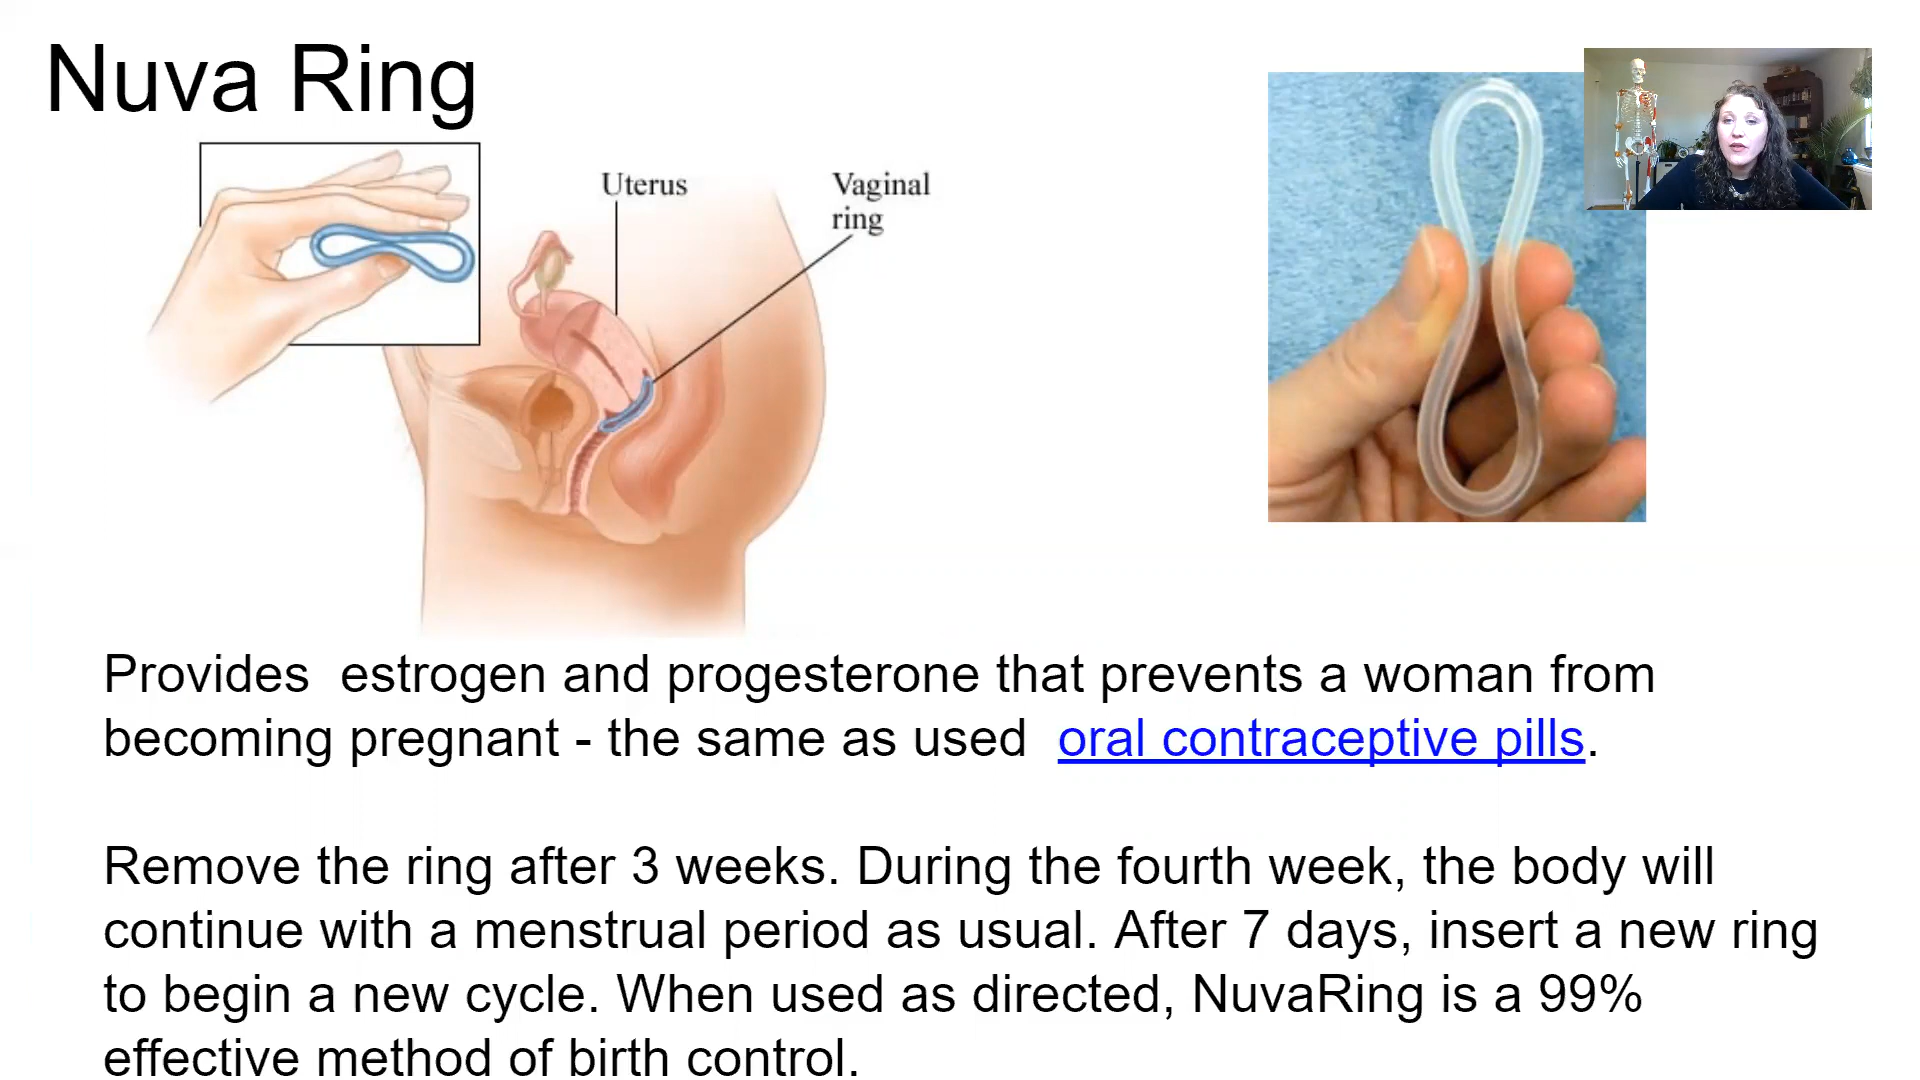 Nuva Ring
Uterus
Vaginal
ring
Provides  estrogen and progesterone that prevents a woman from
becoming pregnant - the same as used  oral contraceptive pills.
Remove the ring after 3 weeks. During the fourth week, the body will
continue with a menstrual period as usual. After 7 days, insert a new ring
to begin a new cycle. When used as directed, NuvaRing is a 99%
effective method of birth control.